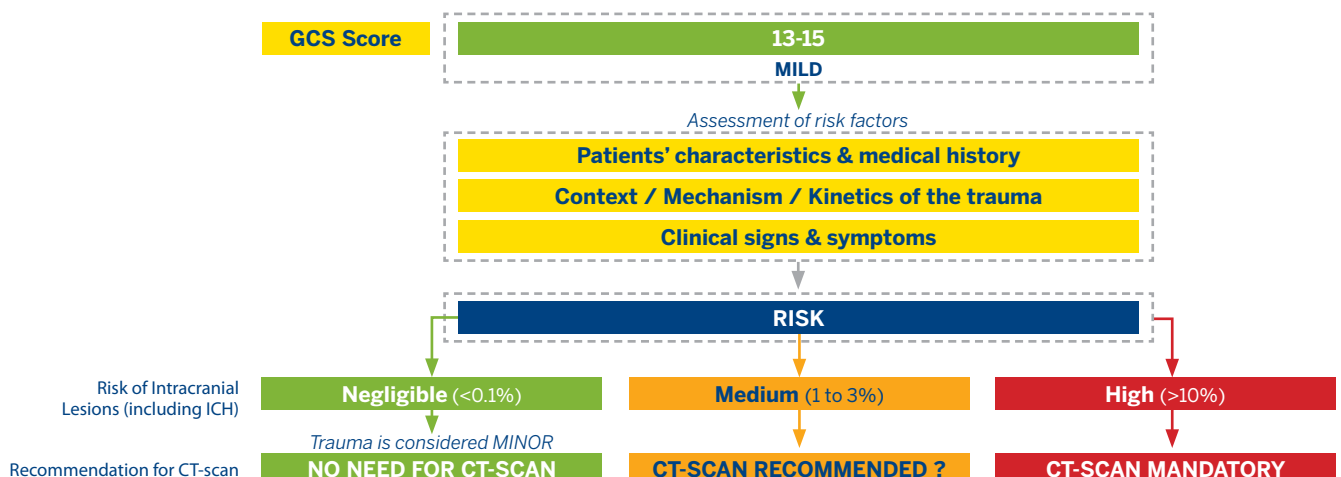 GCS Score
13-15
MILD
Assessment of risk factors
Patients' characteristics & medical history
Context / Mechanism / Kinetics of the trauma
Clinical signs & symptoms
RISK
Risk of Intracranial
Lesions (including ICH)
Negligible (<0.1%)
Medium (1 to 3%)
High (>10%)
Trauma is considered MINOR
Recommendation for CT-scan
NO NEED FOR CT-SCAN
CT-SCAN RECOMMENDED ?
CT-SCAN MANDATORY